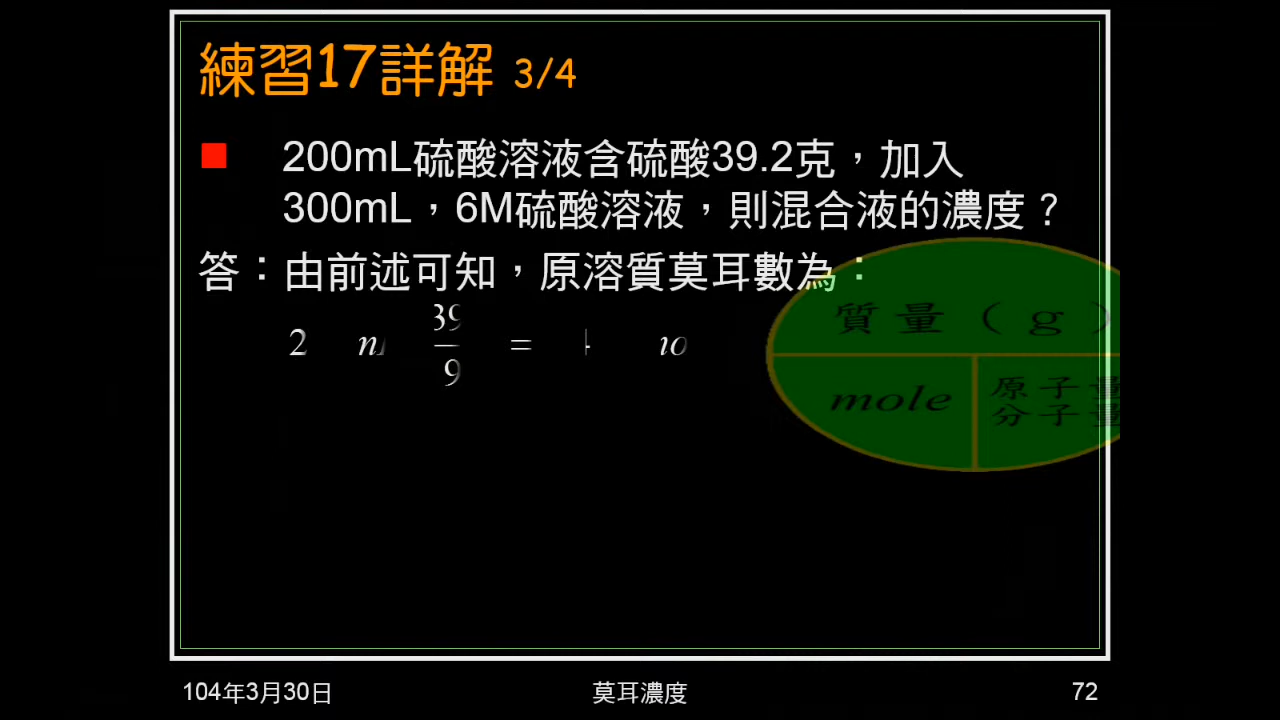 練習17詳解 3/4
200mL硫酸溶液含硫酸39.2克，加入
300mL，6M硫酸溶液，則混合液的濃度？
答：由前述可知，原溶質莫耳數為：
質量（g）
mole
原子量
分子量
104年3月30日
莫耳濃度
72